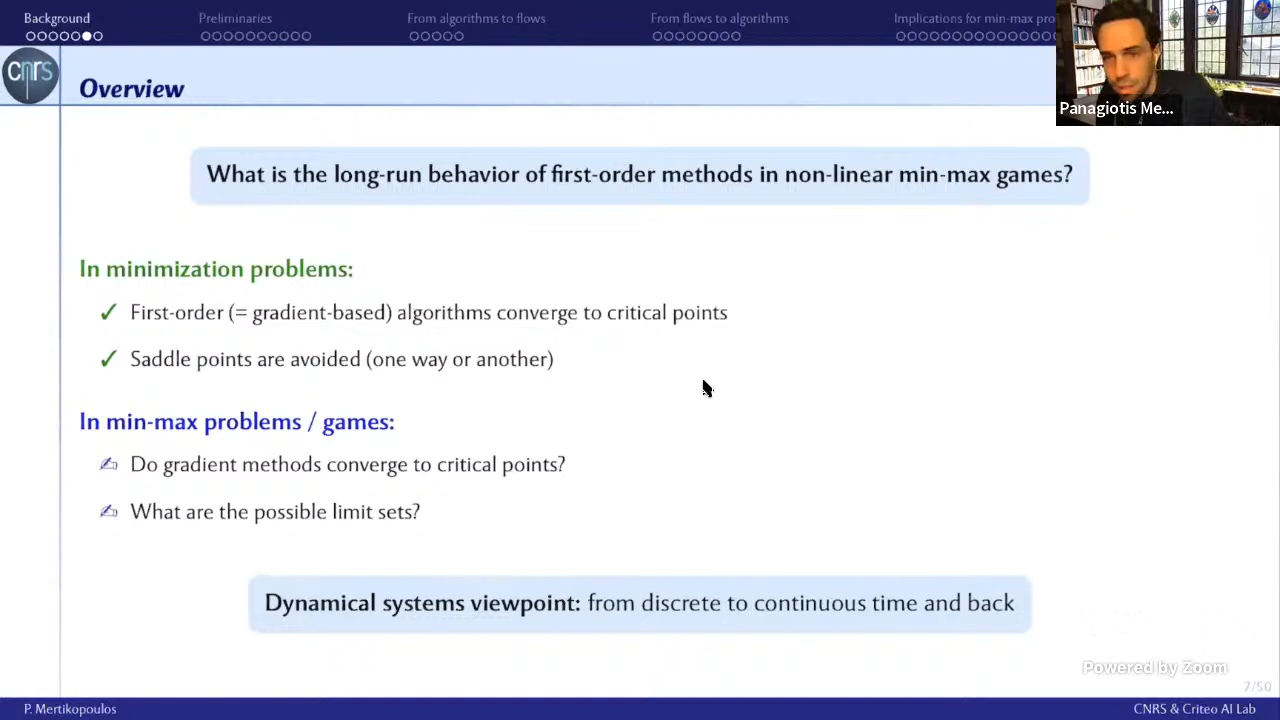 Background
Preliminaries
From algorithms to flows
From flows to algorithms
Implications for min-max pro
cnrs
Overview
Panagiotis Me...
What is the long-run behavior of first-order methods in non-linear min-max games?
In minimization problems:
✓ First-order (= gradient-based) algorithms converge to critical points
✓ Saddle points are avoided (one way or another)
In min-max problems / games:
✍ Do gradient methods converge to critical points?
✍ What are the possible limit sets?
Dynamical systems viewpoint: from discrete to continuous time and back
Powered by Zoom
7/50
P. Mertikopoulos
CNRS & Criteo AI Lab